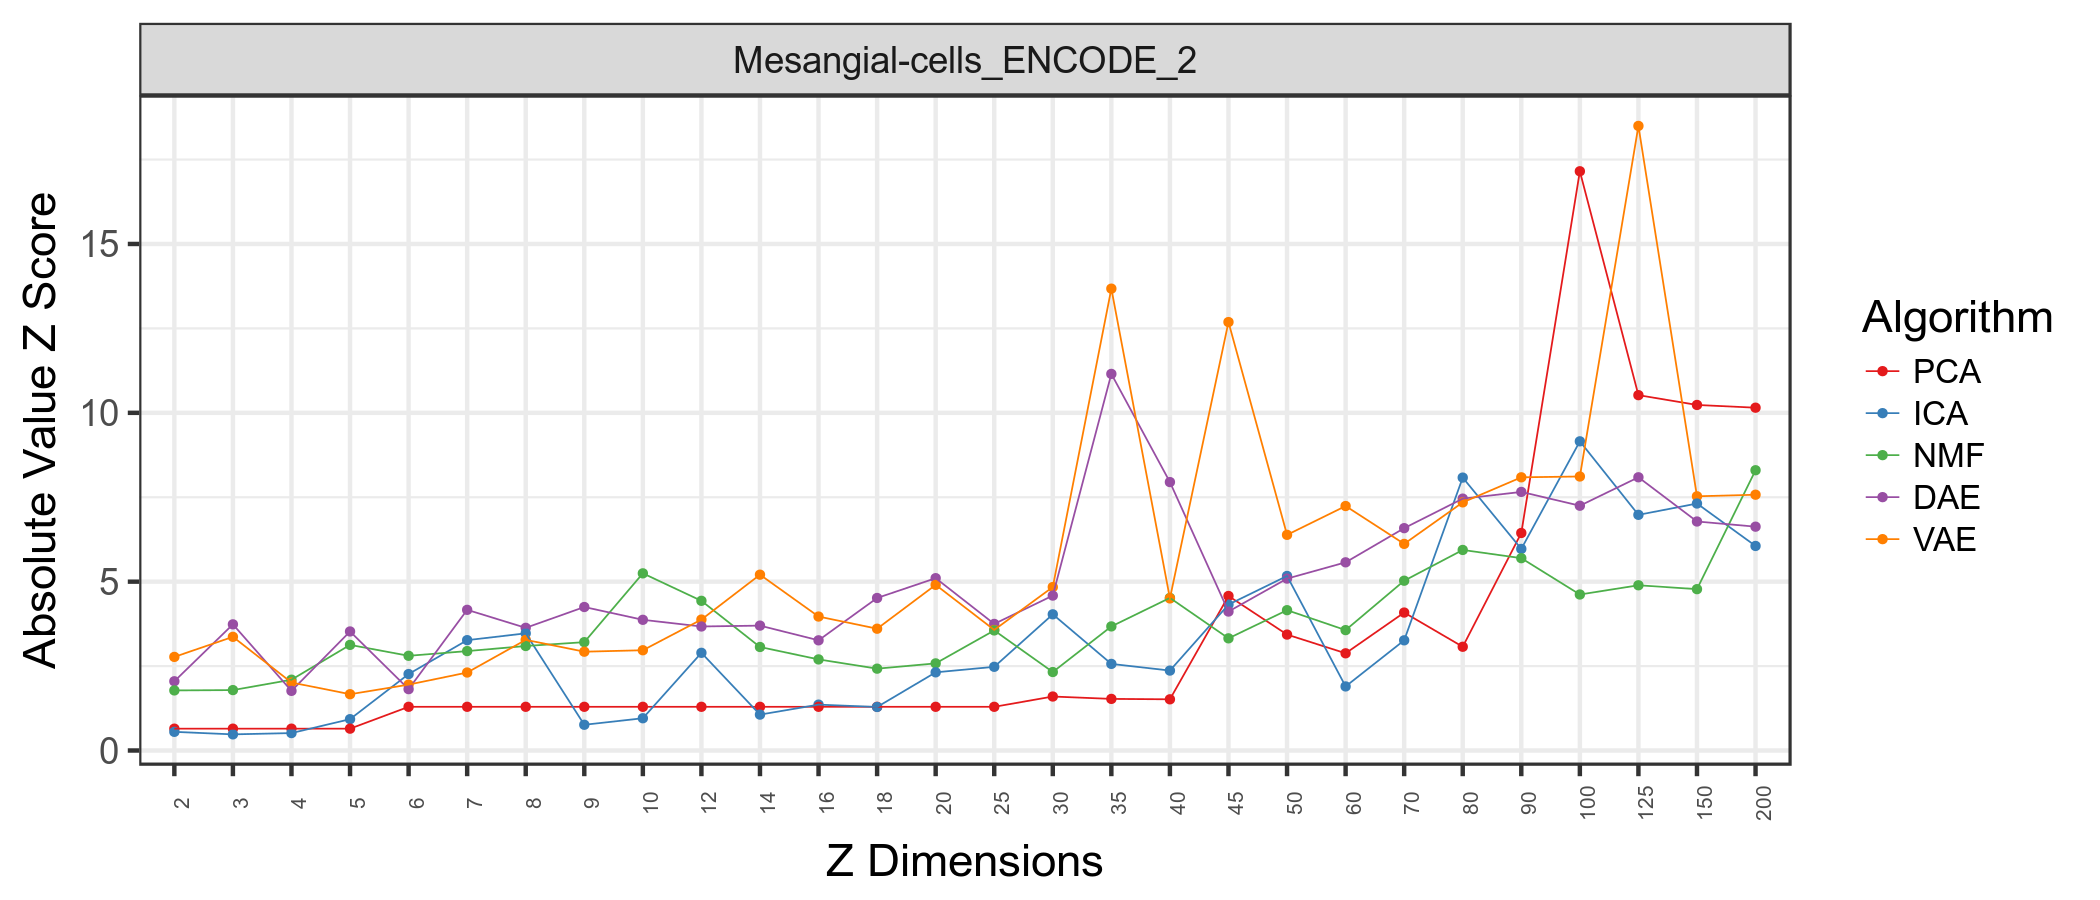 Mesangial-cells_ENCODE_2
Absolute Value Z Score
15
10
5
0
2 3 4 5 6 7 8 9 10 12 14 16 18 20 25 30 35 40 45 50 60 70 80 90 100 125 150 200
Z Dimensions
Algorithm
PCA
ICA
NMF
DAE
VAE